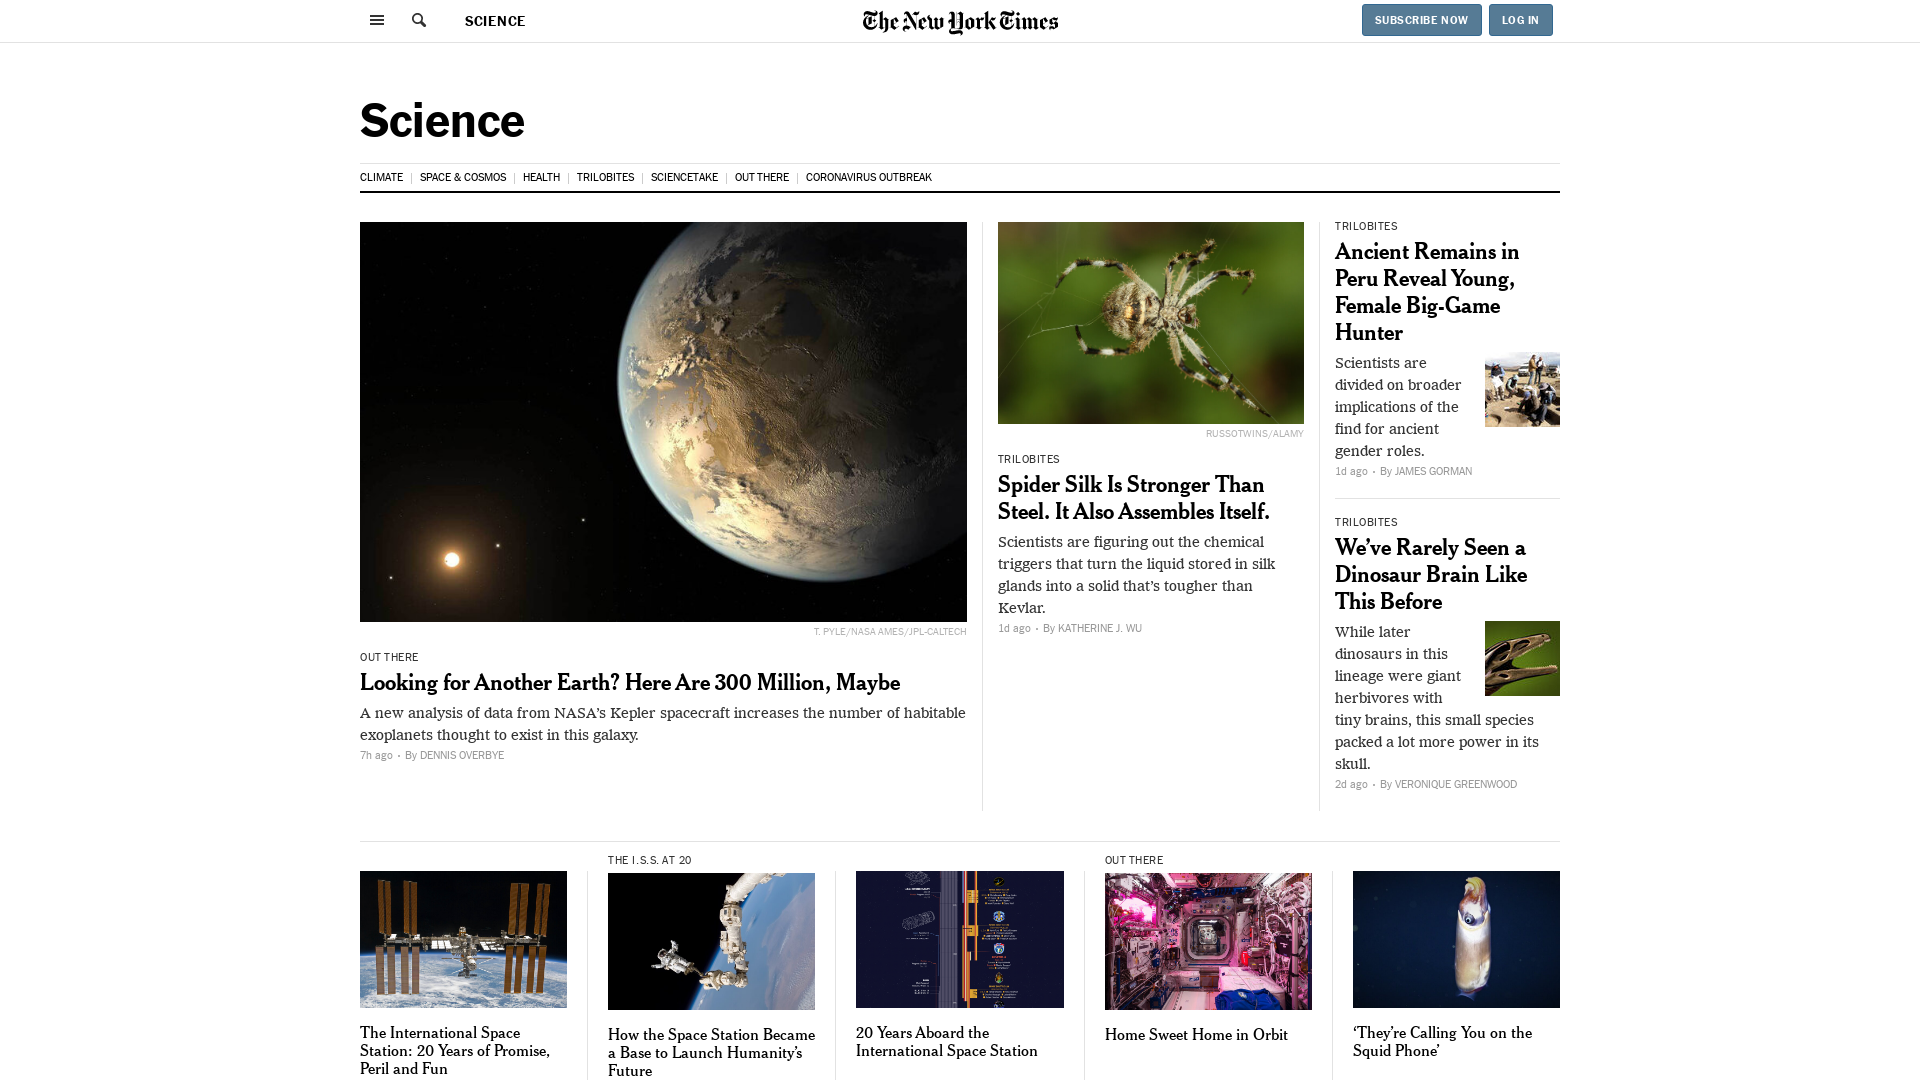 SCIENCE
The New York Times
SUBSCRIBE NOW
LOG IN
Science
CLIMATE
SPACE & COSMOS
HEALTH
TRILOBITES
SCIENCETAKE
OUT THERE
CORONAVIRUS OUTBREAK
T. PYLE/NASA AMES/JPL-CALTECH
OUT THERE
Looking for Another Earth? Here Are 300 Million, Maybe
A new analysis of data from NASA’s Kepler spacecraft increases the number of habitable
exoplanets thought to exist in this galaxy.
7h ago • By DENNIS OVERBYE
RUSSOTWINS/ALAMY
TRILOBITES
Spider Silk Is Stronger Than
Steel. It Also Assembles Itself.
Scientists are figuring out the chemical
triggers that turn the liquid stored in silk
glands into a solid that’s tougher than
Kevlar.
1d ago • By KATHERINE J. WU
TRILOBITES
Ancient Remains in
Peru Reveal Young,
Female Big-Game
Hunter
Scientists are
divided on broader
implications of the
find for ancient
gender roles.
1d ago • By JAMES GORMAN
TRILOBITES
We’ve Rarely Seen a
Dinosaur Brain Like
This Before
While later
dinosaurs in this
lineage were giant
herbivores with
tiny brains, this small species
packed a lot more power in its
skull.
2d ago • By VERONIQUE GREENWOOD
The International Space
Station: 20 Years of Promise,
Peril and Fun
THE I.S.S. AT 20
How the Space Station Became
a Base to Launch Humanity’s
Future
20 Years Aboard the
International Space Station
OUT THERE
Home Sweet Home in Orbit
‘They’re Calling You on the
Squid Phone’